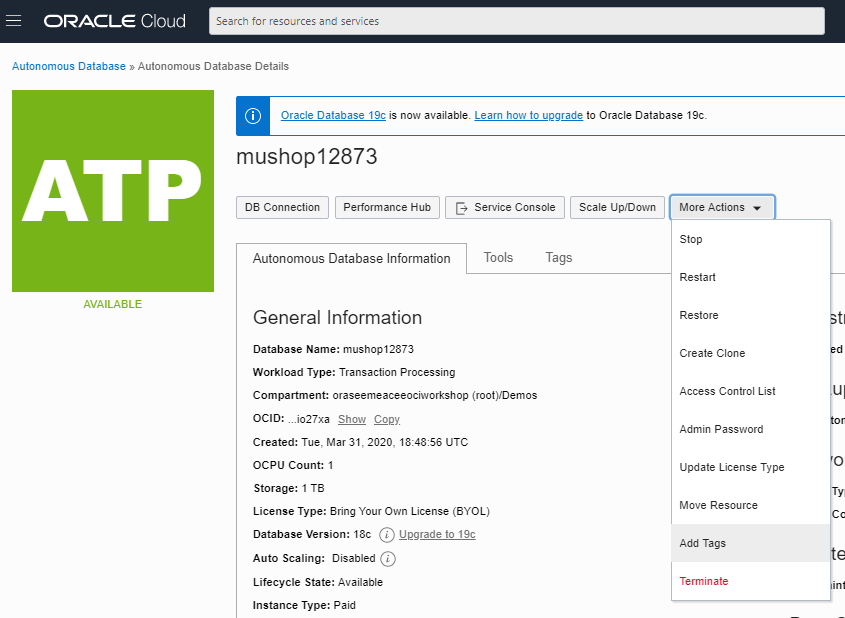 ORACLE Cloud
Search for resources and services
Autonomous Database » Autonomous Database Details
ATP
AVAILABLE
Oracle Database 19c is now available. Learn how to upgrade to Oracle Database 19c.
mushop12873
DB Connection Performance Hub Service Console Scale Up/Down More Actions
Stop
Restart
Restore
Create Clone
Access Control List
Admin Password
Update License Type
Move Resource
Add Tags
Terminate
Autonomous Database Information Tools Tags
General Information
Database Name: mushop12873
Workload Type: Transaction Processing
Compartment: oraseemeaceeociworkshop (root)/Demos
OCID: ...io27xa Show Copy
Created: Tue, Mar 31, 2020, 18:48:56 UTC
OCPU Count: 1
Storage: 1 TB
License Type: Bring Your Own License (BYOL)
Database Version: 18c Upgrade to 19c
Auto Scaling: Disabled
Lifecycle State: Available
Instance Type: Paid